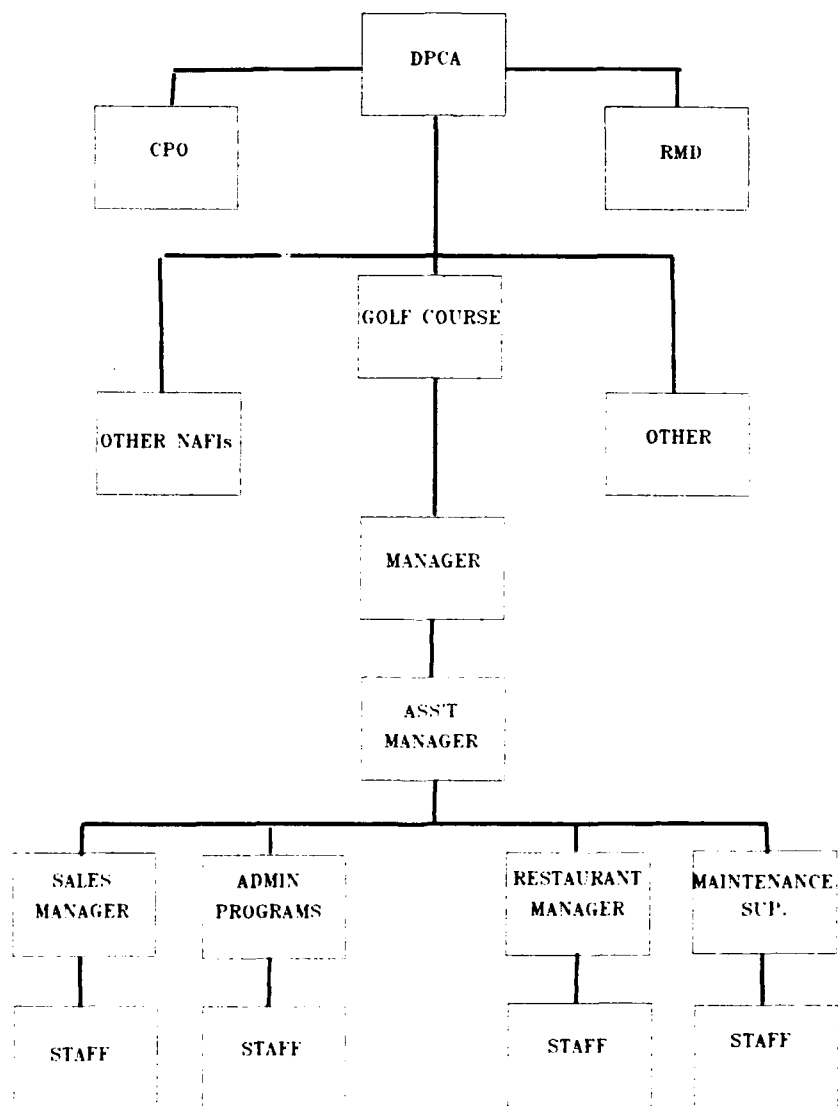 DPCA
CPO
RMD
GOLF COURSE
OTHER NAFIs
OTHER
MANAGER
ASS'T
MANAGER
SALES
MANAGER
ADMIN
PROGRAMS
RESTAURANT
MANAGER
MAINTENANCE
SUP.
STAFF
STAFF
STAFF
STAFF